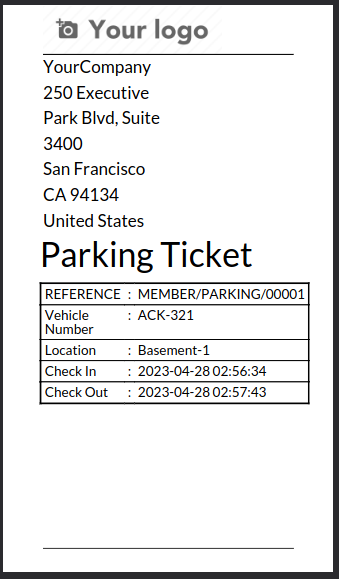 Your logo
YourCompany
250 Executive
Park Blvd, Suite
3400
San Francisco
CA 94134
United States
Parking Ticket
REFERENCE : MEMBER/PARKING/00001
Vehicle : ACK-321
Number
Location : Basement-1
Check In : 2023-04-28 02:56:34
Check Out : 2023-04-28 02:57:43